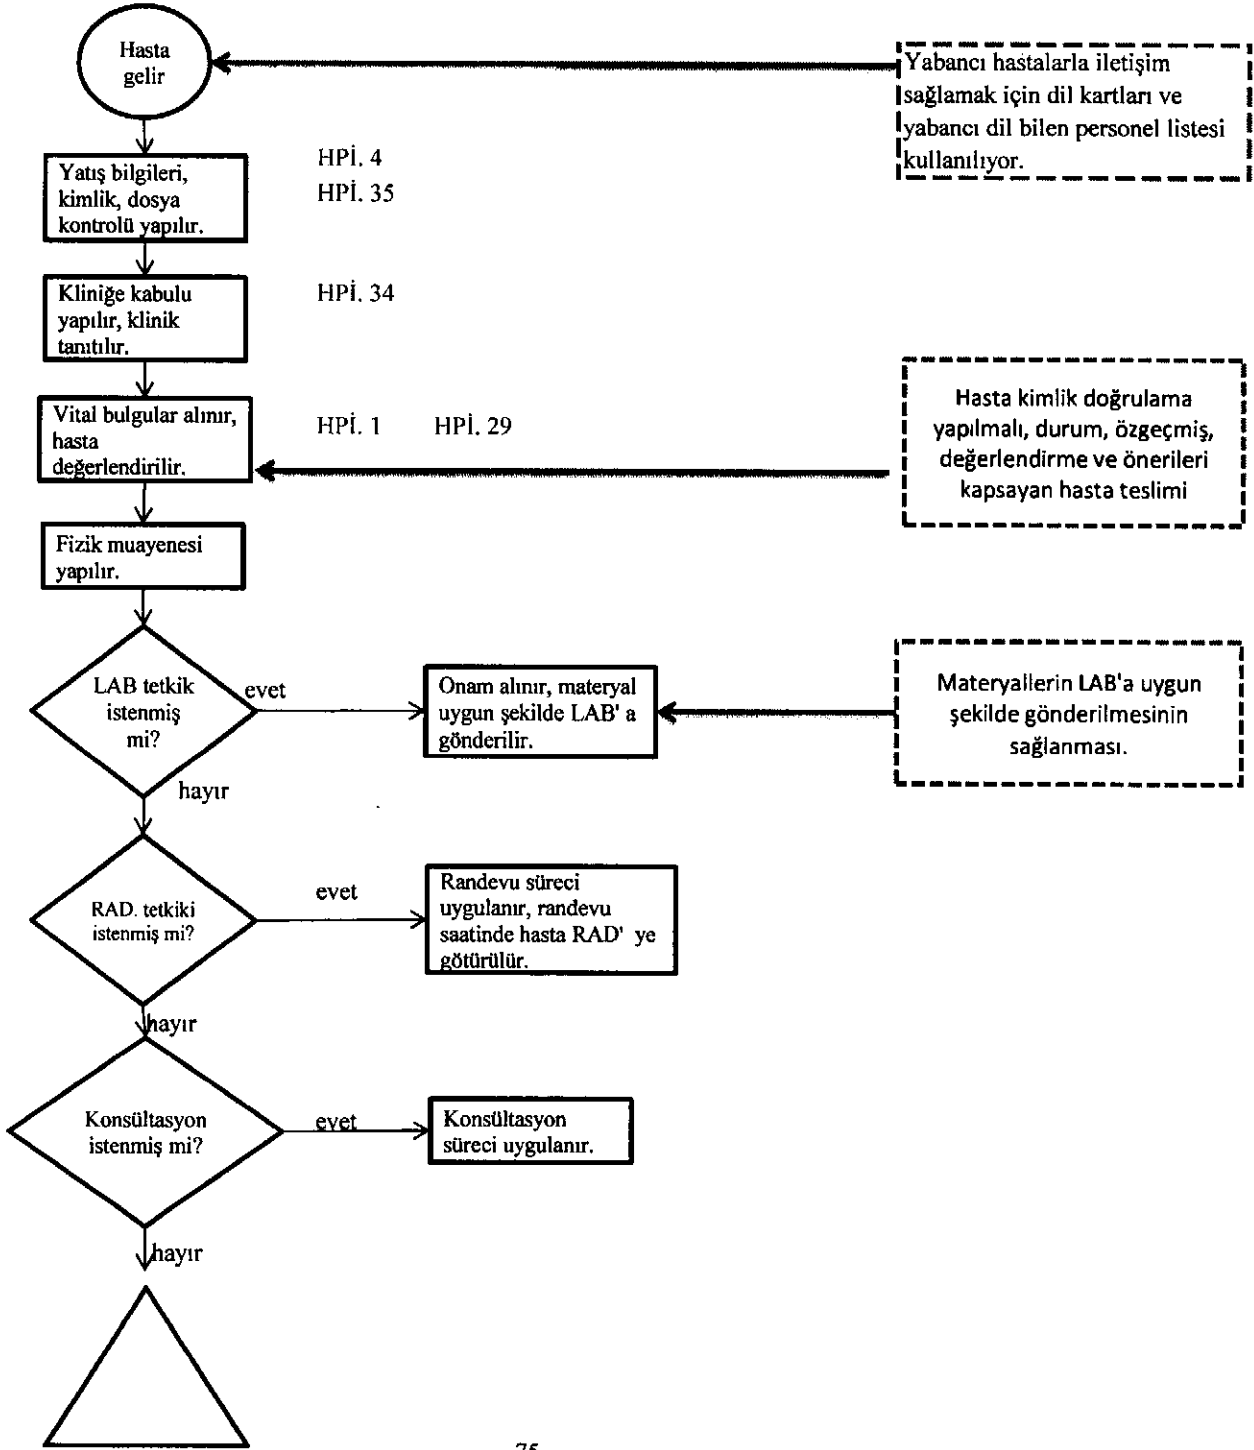 Hasta
gelir
Yabancı hastalarla iletişim
sağlamak için dil kartları ve
yabancı dil bilen personel listesi
kullanılıyor.
Yatış bilgileri,
kimlik, dosya
kontrolü yapılır.
HPİ. 4
HPİ. 35
Kliniğe kabulu
yapılır, klinik
tanıtılır.
HPİ. 34
Vital bulgular alınır,
hasta
değerlendirilir.
HPİ. 1 HPİ. 29
Hasta kimlik doğrulama
yapılmalı, durum, özgeçmiş,
değerlendirme ve önerileri
kapsayan hasta teslimi
Fizik muayenesi
yapılır.
LAB tetkik
istenmiş
mi?
evet
Onam alınır, materyal
uygun şekilde LAB' a
gönderilir.
Materyallerin LAB'a uygun
şekilde gönderilmesinin
sağlanması.
hayır
RAD. tetkiki
istenmiş mi?
evet
Randevu süreci
uygulanır, randevu
saatinde hasta RAD' ye
götürülür.
hayır
Konsültasyon
istenmiş mi?
evet
Konsültasyon
süreci uygulanır.
hayır
75